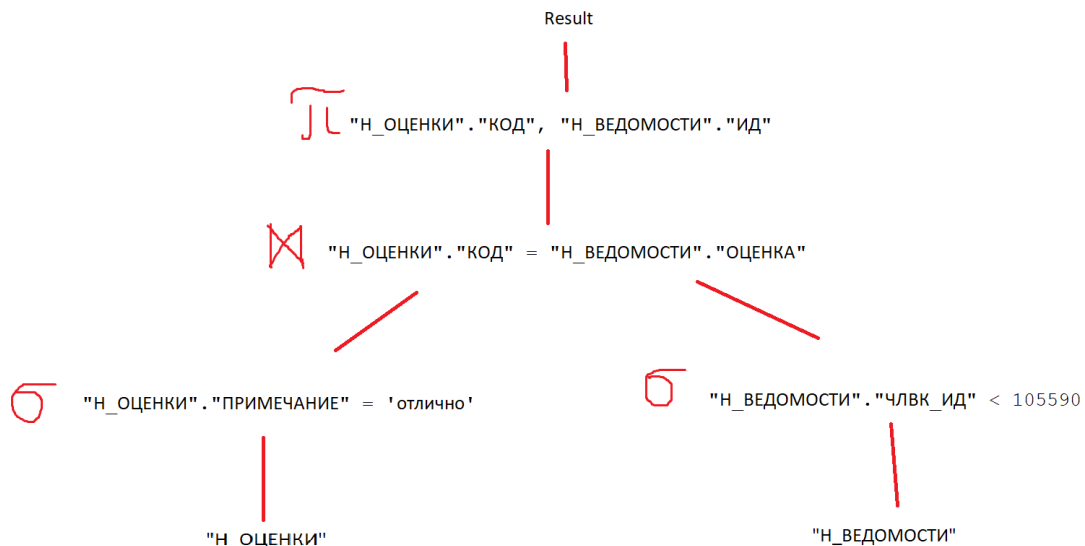 Result
π "Н_ОЦЕНКИ"."КОД", "Н_ВЕДОМОСТИ"."ИД"
⋈ "Н_ОЦЕНКИ"."КОД" = "Н_ВЕДОМОСТИ"."ОЦЕНКА"
σ "Н_ОЦЕНКИ"."ПРИМЕЧАНИЕ" = 'отлично'
σ "Н_ВЕДОМОСТИ"."ЧЛВК_ИД" < 105590
"Н_ОЦЕНКИ"
"Н_ВЕДОМОСТИ"